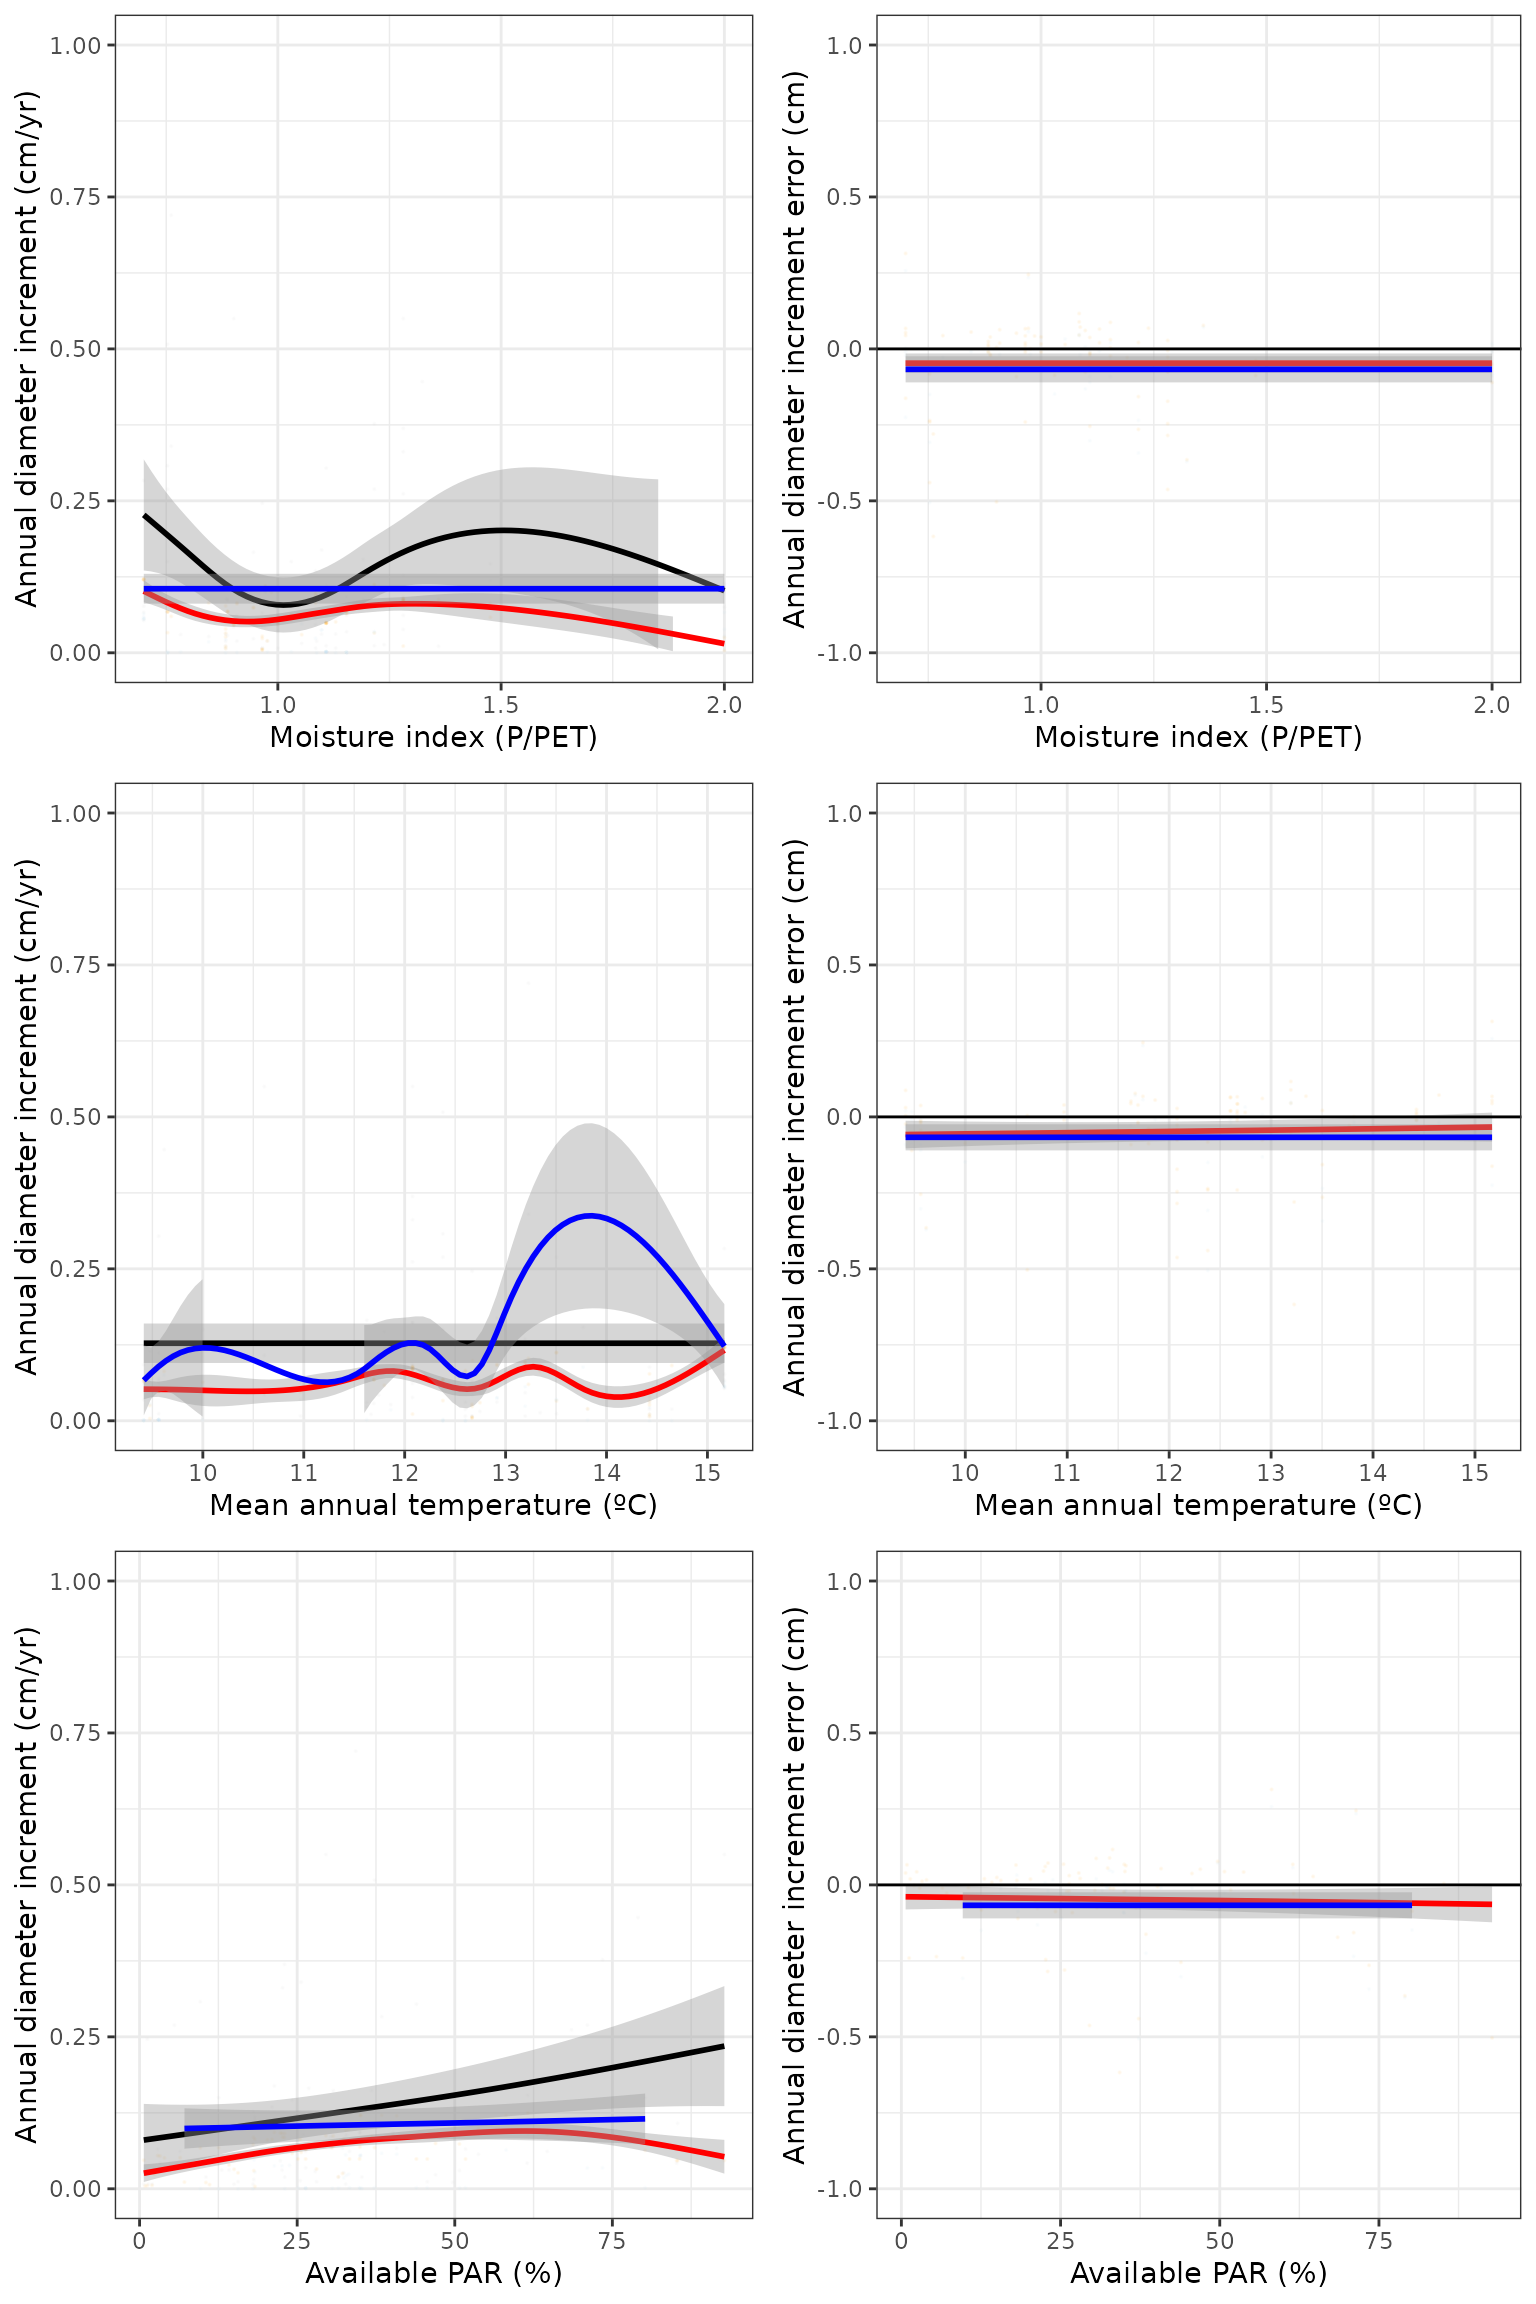 Annual diameter increment (cm/yr)
1.00
0.75
0.50
0.25
0.00
1.0 1.5 2.0
Moisture index (P/PET)
Annual diameter increment error (cm)
1.0
0.5
0.0
-0.5
-1.0
1.0 1.5 2.0
Moisture index (P/PET)
Annual diameter increment (cm/yr)
1.00
0.75
0.50
0.25
0.00
10 11 12 13 14 15
Mean annual temperature (ºC)
Annual diameter increment error (cm)
1.0
0.5
0.0
-0.5
-1.0
10 11 12 13 14 15
Mean annual temperature (ºC)
Annual diameter increment (cm/yr)
1.00
0.75
0.50
0.25
0.00
0 25 50 75
Available PAR (%)
Annual diameter increment error (cm)
1.0
0.5
0.0
-0.5
-1.0
0 25 50 75
Available PAR (%)